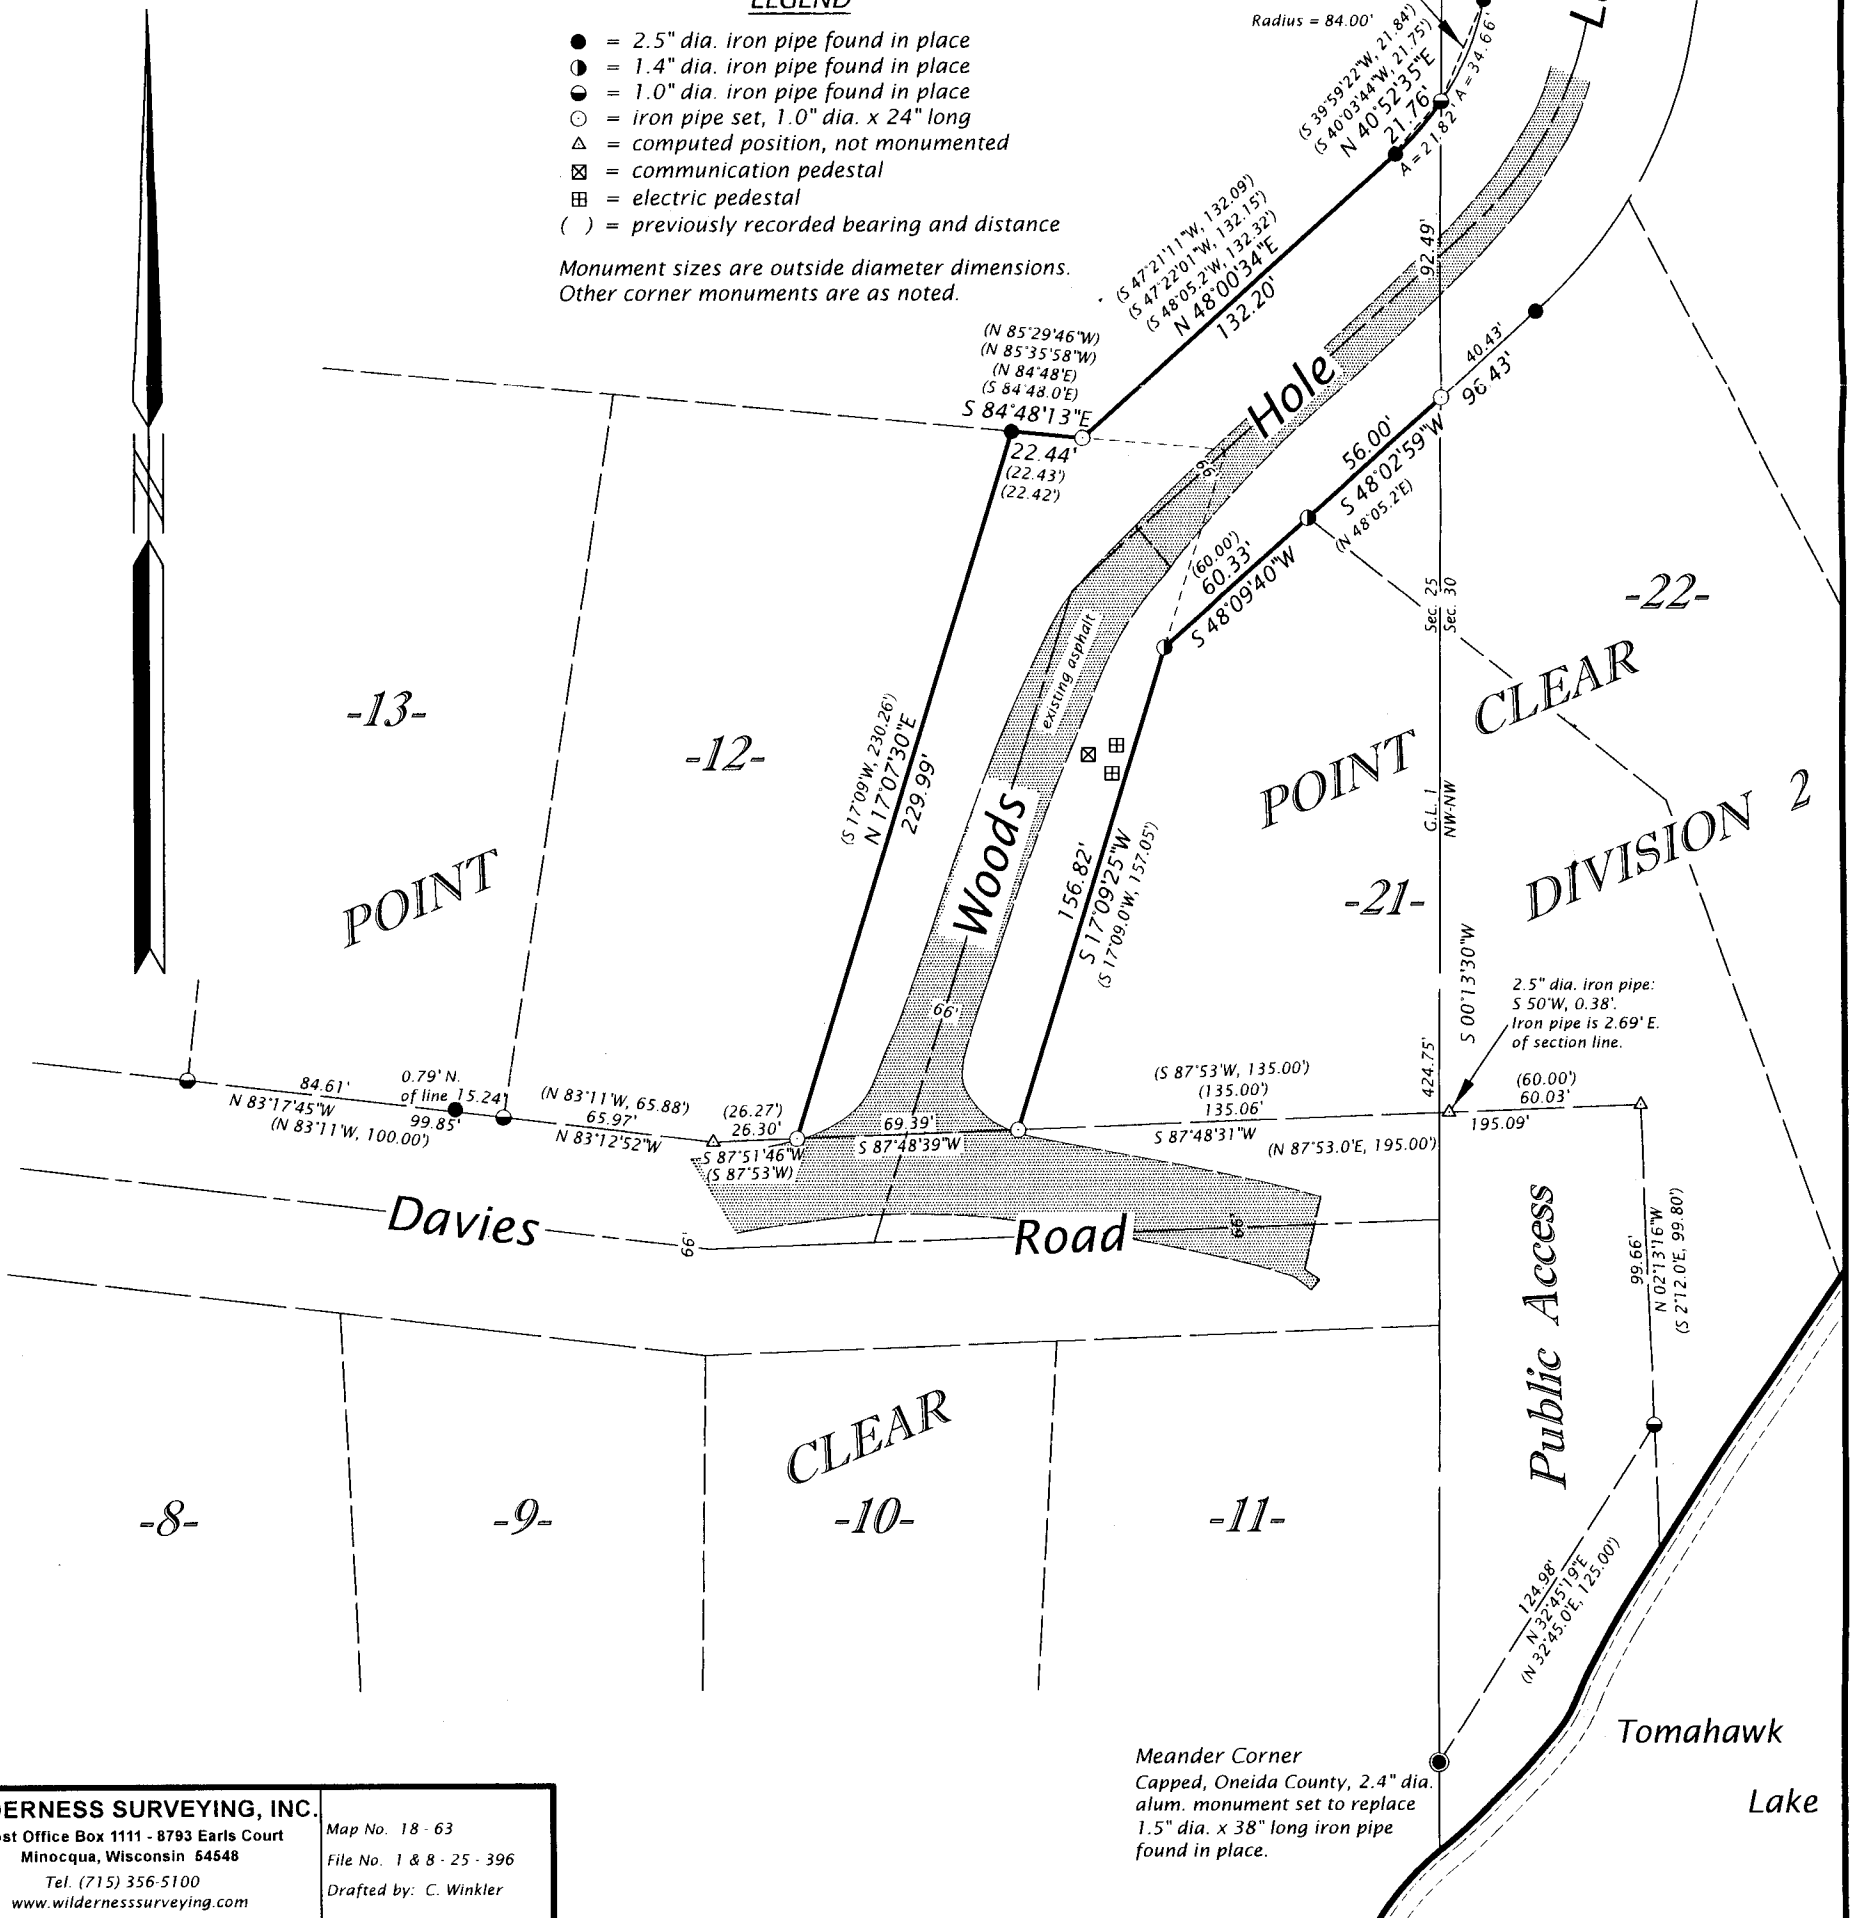 LEGEND
= 2.5" dia. iron pipe found in place
= 1.4" dia. iron pipe found in place
= 1.0" dia. iron pipe found in place
= iron pipe set, 1.0" dia. x 24" long
= computed position, not monumented
= communication pedestal
= electric pedestal
( ) = previously recorded bearing and distance
Monument sizes are outside diameter dimensions.
Other corner monuments are as noted.
Radius = 84.00'
(S 39°59'22"W, 21.84')
(S 40°03'44"W, 21.75')
N 40°52'35"E
21.76'
A = 21.82'
A = 34.66'
(S 47°21'11"W, 132.09')
(S 47°22'01"W, 132.15')
(S 48°05.2'W, 132.32')
N 48°00'34"E
132.20'
92.49'
(N 85°29'46"W)
(N 85°35'58"W)
(N 84°48'E)
(S 84°48.0'E)
S 84°48'13"E
22.44'
(22.43')
(22.42')
Hole
66'
40.43'
96.43'
56.00'
S 48°02'59"W
(N 48°05.2'E)
(60.00')
60.33'
S 48°09'40"W
Sec. 25
Sec. 30
-22-
-13-
-12-
existing asphalt
POINT CLEAR
DIVISION 2
(S 17°09'W, 230.26')
N 17°07'30"E
229.99'
Woods
G.L. 1
NW-NW
156.82'
S 17°09'25"W
(S 17°09.0'W, 157.05')
-21-
POINT
66'
S 00°13'30"W
424.75'
2.5" dia. iron pipe:
S 50°W, 0.38'.
Iron pipe is 2.69' E.
of section line.
84.61'
N 83°17'45"W
(N 83°11'W, 100.00')
0.79' N.
of line
15.24'
99.85'
(N 83°11'W, 65.88')
65.97'
N 83°12'52"W
(26.27')
26.30'
S 87°51'46"W
(S 87°53'W)
69.39'
S 87°48'39"W
(S 87°53'W, 135.00')
(135.00')
135.06'
S 87°48'31"W
(N 87°53.0'E, 195.00')
(60.00')
60.03'
195.09'
Davies
66'
Road
66'
Public Access
99.66'
N 02°13'16"W
(S 2°12.0'E, 99.80')
CLEAR
-8-
-9-
-10-
-11-
124.98'
N 32°45'19"E
(N 32°45.0'E, 125.00')
Meander Corner
Capped, Oneida County, 2.4" dia.
alum. monument set to replace
1.5" dia. x 38" long iron pipe
found in place.
Tomahawk
Lake
ERNESS SURVEYING, INC.
st Office Box 1111 - 8793 Earls Court
Minocqua, Wisconsin 54548
Tel. (715) 356-5100
www.wildernesssurveying.com
Map No. 18 - 63
File No. 1 & 8 - 25 - 396
Drafted by: C. Winkler